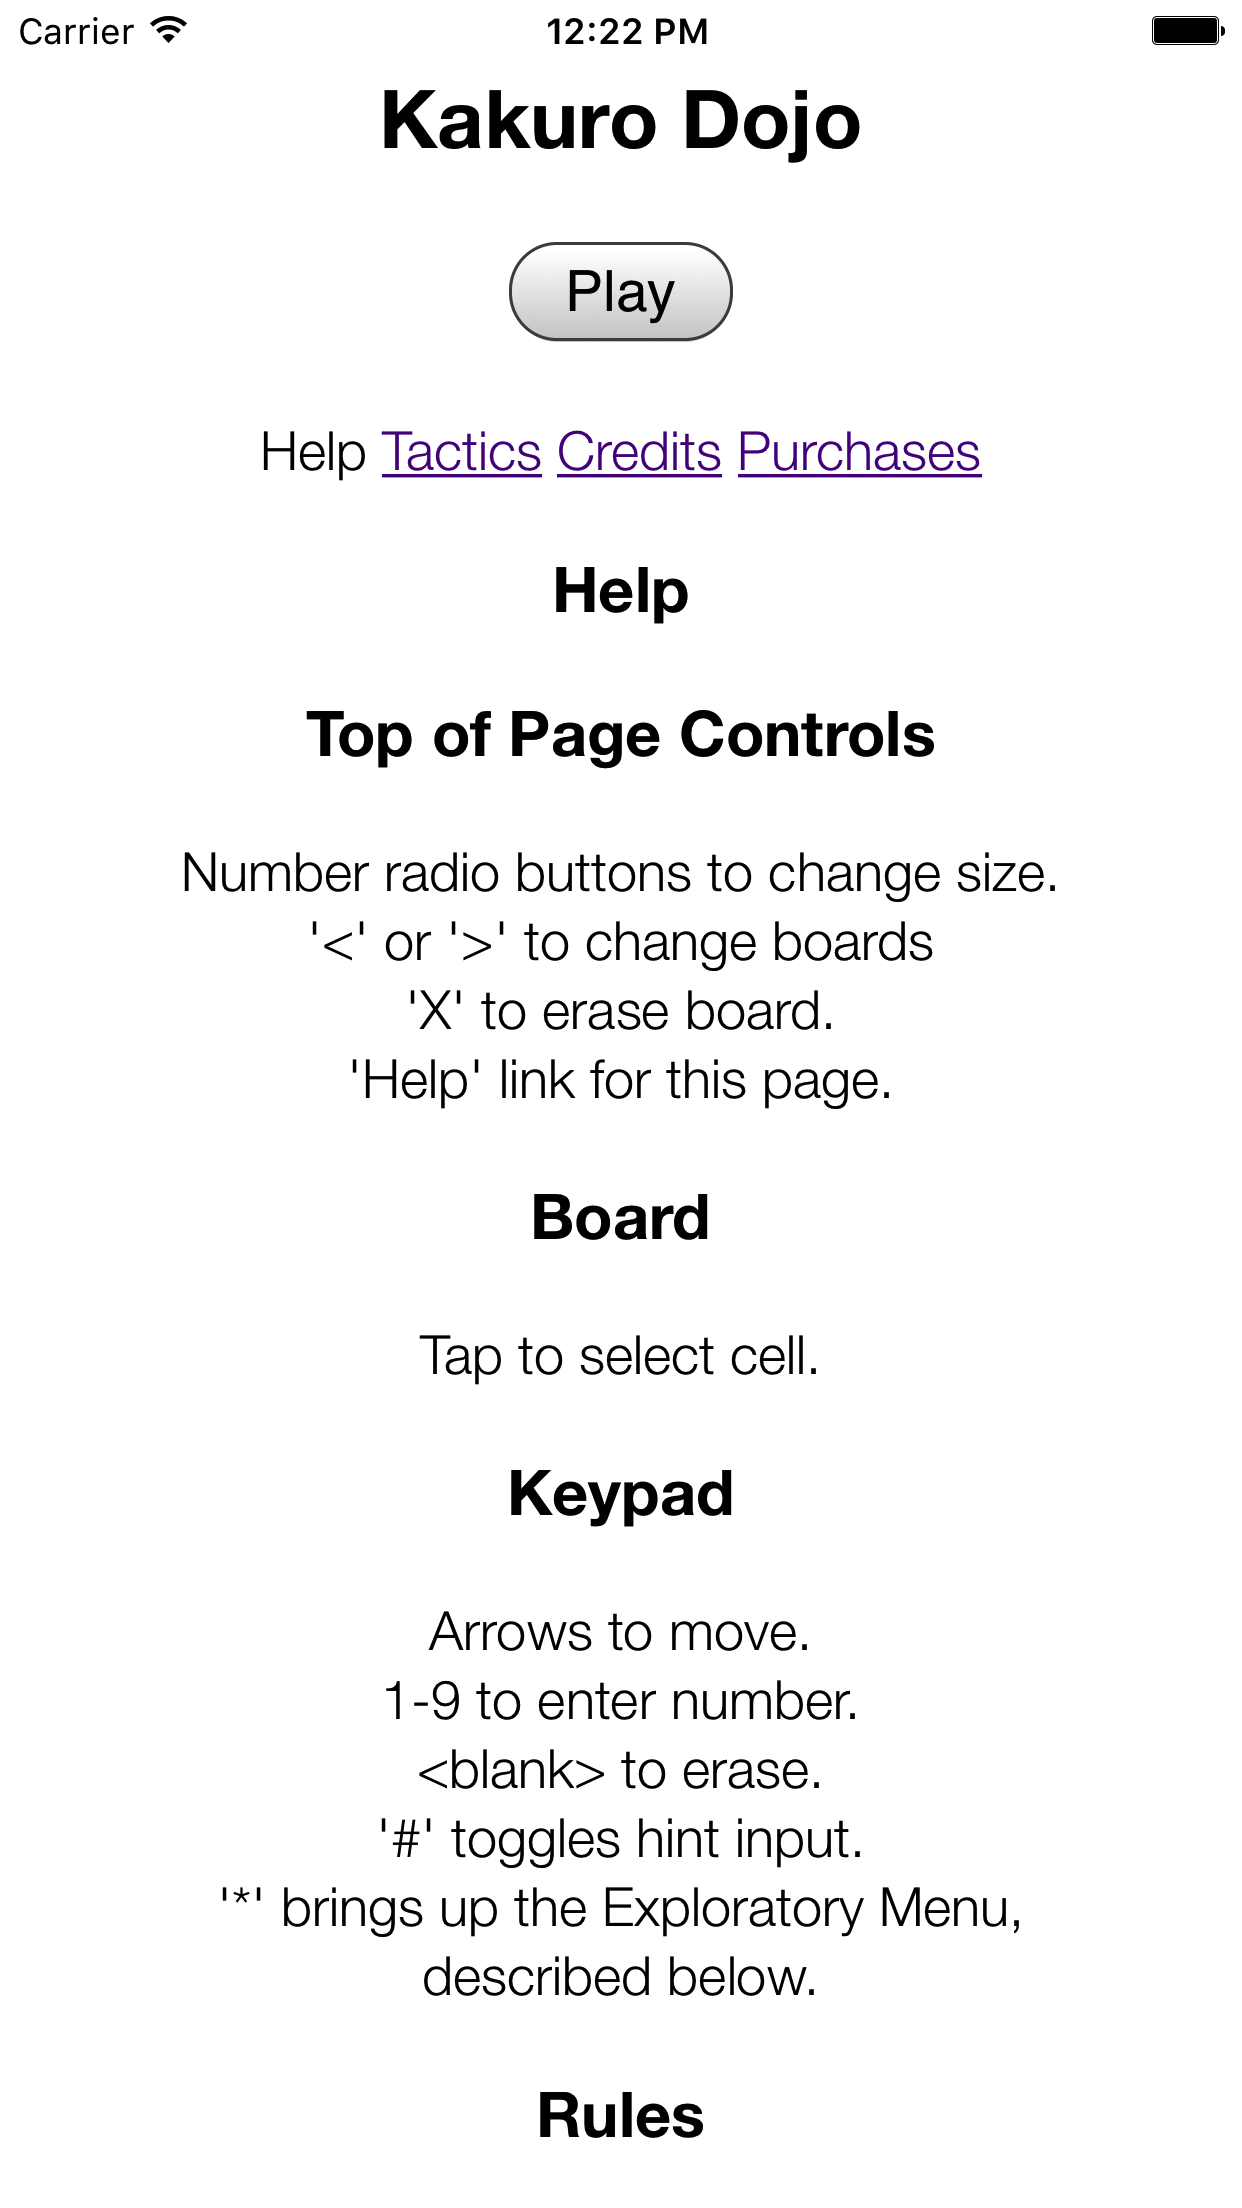 Carrier 12:22 PM
Kakuro Dojo
Play
Help Tactics Credits Purchases
Help
Top of Page Controls
Number radio buttons to change size.
'<' or '>' to change boards
'X' to erase board.
'Help' link for this page.
Board
Tap to select cell.
Keypad
Arrows to move.
1-9 to enter number.
<blank> to erase.
'#' toggles hint input.
'*' brings up the Exploratory Menu,
described below.
Rules